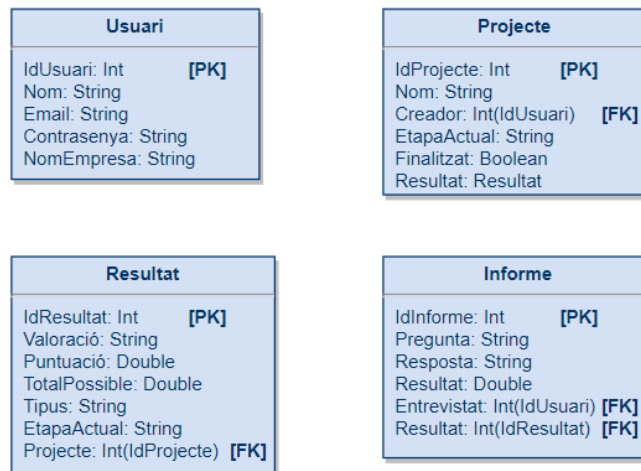 Usuari
IdUsuari: Int [PK]
Nom: String
Email: String
Contrasenya: String
NomEmpresa: String
Projecte
IdProjecte: Int [PK]
Nom: String
Creador: Int(IdUsuari) [FK]
EtapaActual: String
Finalitzat: Boolean
Resultat: Resultat
Resultat
IdResultat: Int [PK]
Valoració: String
Puntuació: Double
TotalPossible: Double
Tipus: String
EtapaActual: String
Projecte: Int(IdProjecte) [FK]
Informe
IdInforme: Int [PK]
Pregunta: String
Resposta: String
Resultat: Double
Entrevistat: Int(IdUsuari) [FK]
Resultat: Int(IdResultat) [FK]